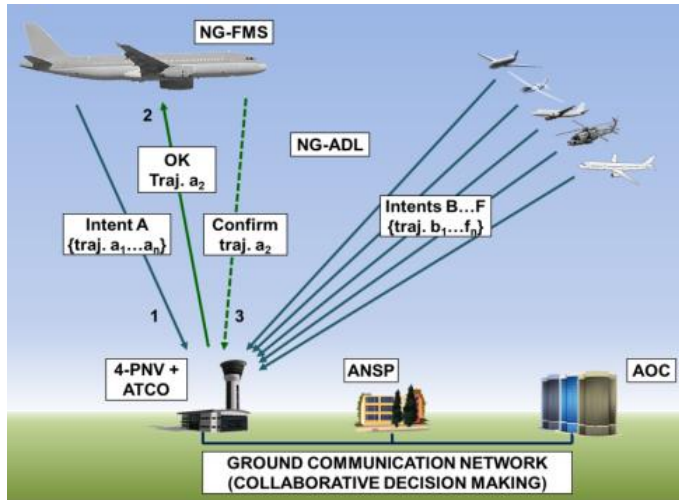 NG-FMS
2
NG-ADL
OK
Traj. a₂
Intent A
{traj. a₁…aₙ}
Confirm
traj. a₂
Intents B…F
{traj. b₁…fₙ}
1
3
4-PNV +
ATCO
ANSP
AOC
GROUND COMMUNICATION NETWORK
(COLLABORATIVE DECISION MAKING)